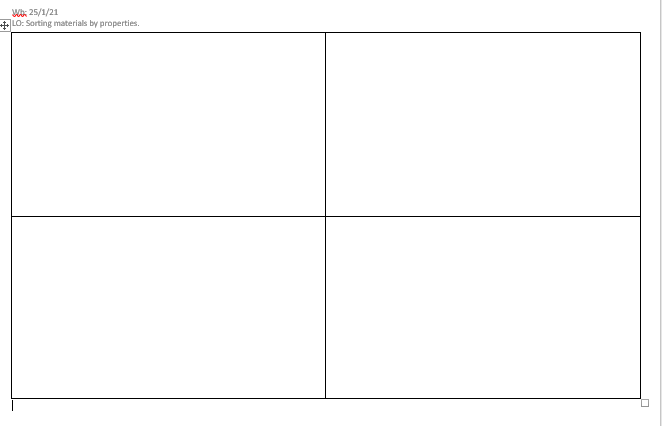 Wb: 25/1/21
LO: Sorting materials by properties.